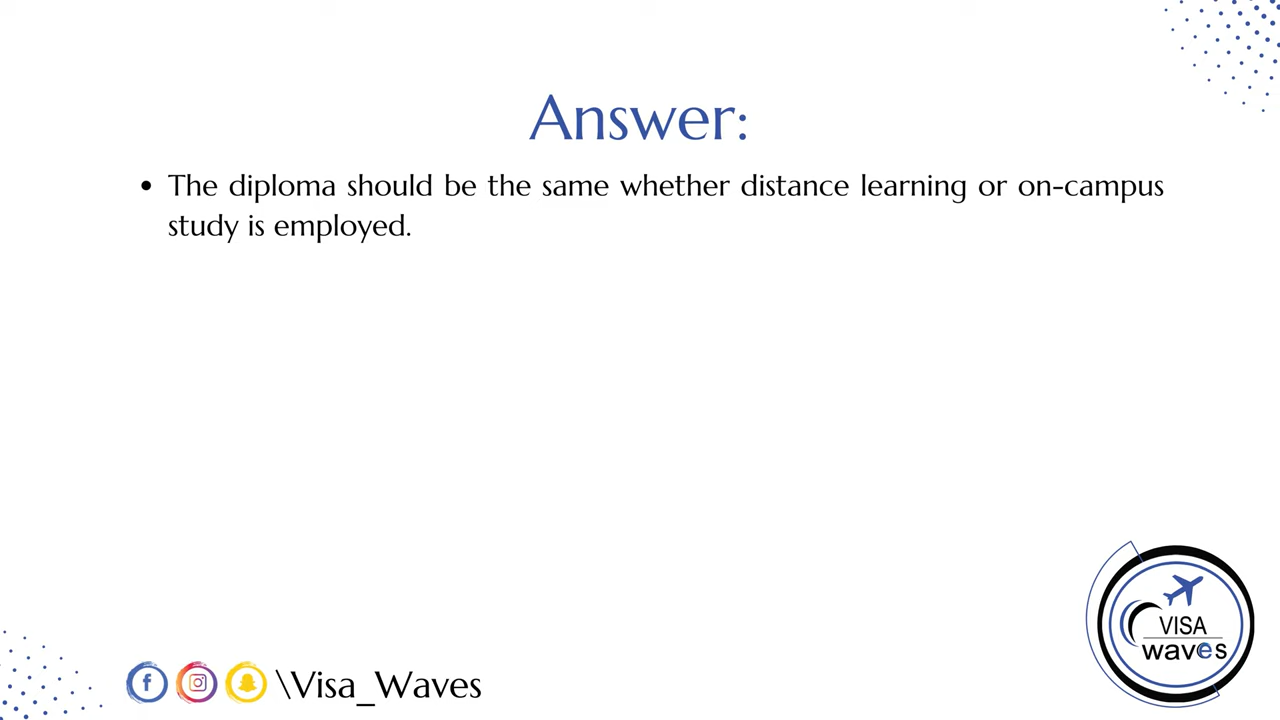 Answer:
• The diploma should be the same whether distance learning or on-campus
study is employed.
VISA
waves
\Visa_Waves